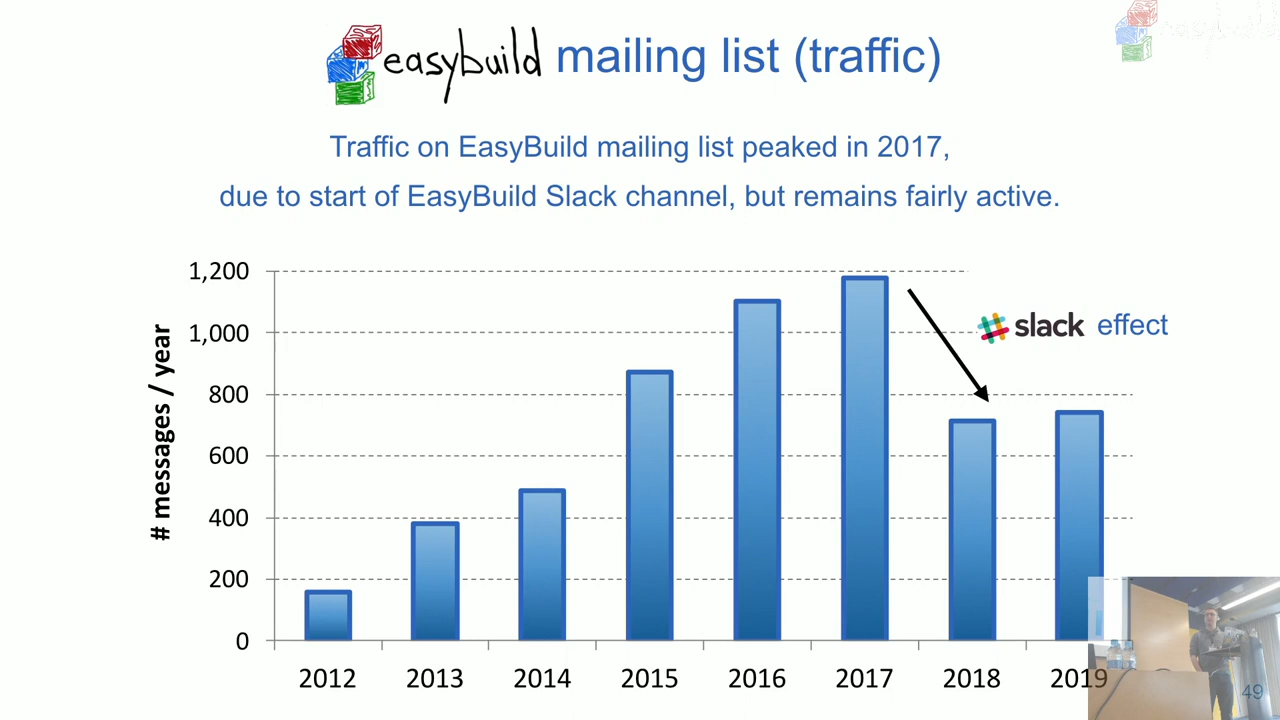 easybuild mailing list (traffic)
easybuild
Traffic on EasyBuild mailing list peaked in 2017,
due to start of EasyBuild Slack channel, but remains fairly active.
# messages / year
1,200
1,000
800
600
400
200
0
slack effect
2012 2013 2014 2015 2016 2017 2018 2019
49